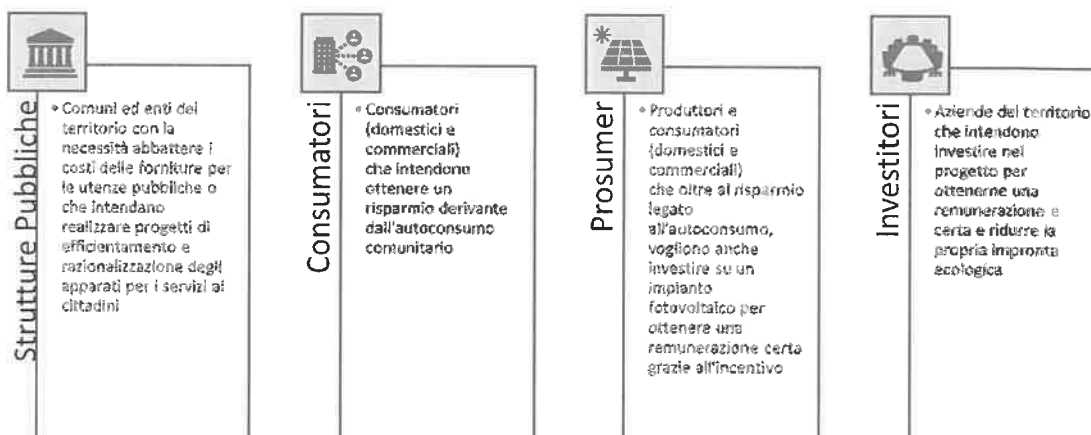 Strutture Pubbliche
• Comuni ed enti del
territorio con la
necessità abbattere i
costi delle forniture per
le utenze pubbliche o
che intendano
realizzare progetti di
efficientamento e
razionalizzazione degli
apparati per i servizi ai
cittadini
Consumatori
• Consumatori
(domestici e
commerciali)
che intendono
ottenere un
risparmio derivante
dall'autoconsumo
comunitario
Prosumer
• Produttori e
consumatori
(domestici e
commerciali)
che oltre al risparmio
legato
all'autoconsumo,
vogliono anche
investire su un
impianto
fotovoltaico per
ottenere una
remunerazione certa
grazie all'incentivo
Investitori
• Aziende del territorio
che intendono
investire nel
progetto per
ottenerne una
remunerazione e
certa e ridurre la
propria impronta
ecologica